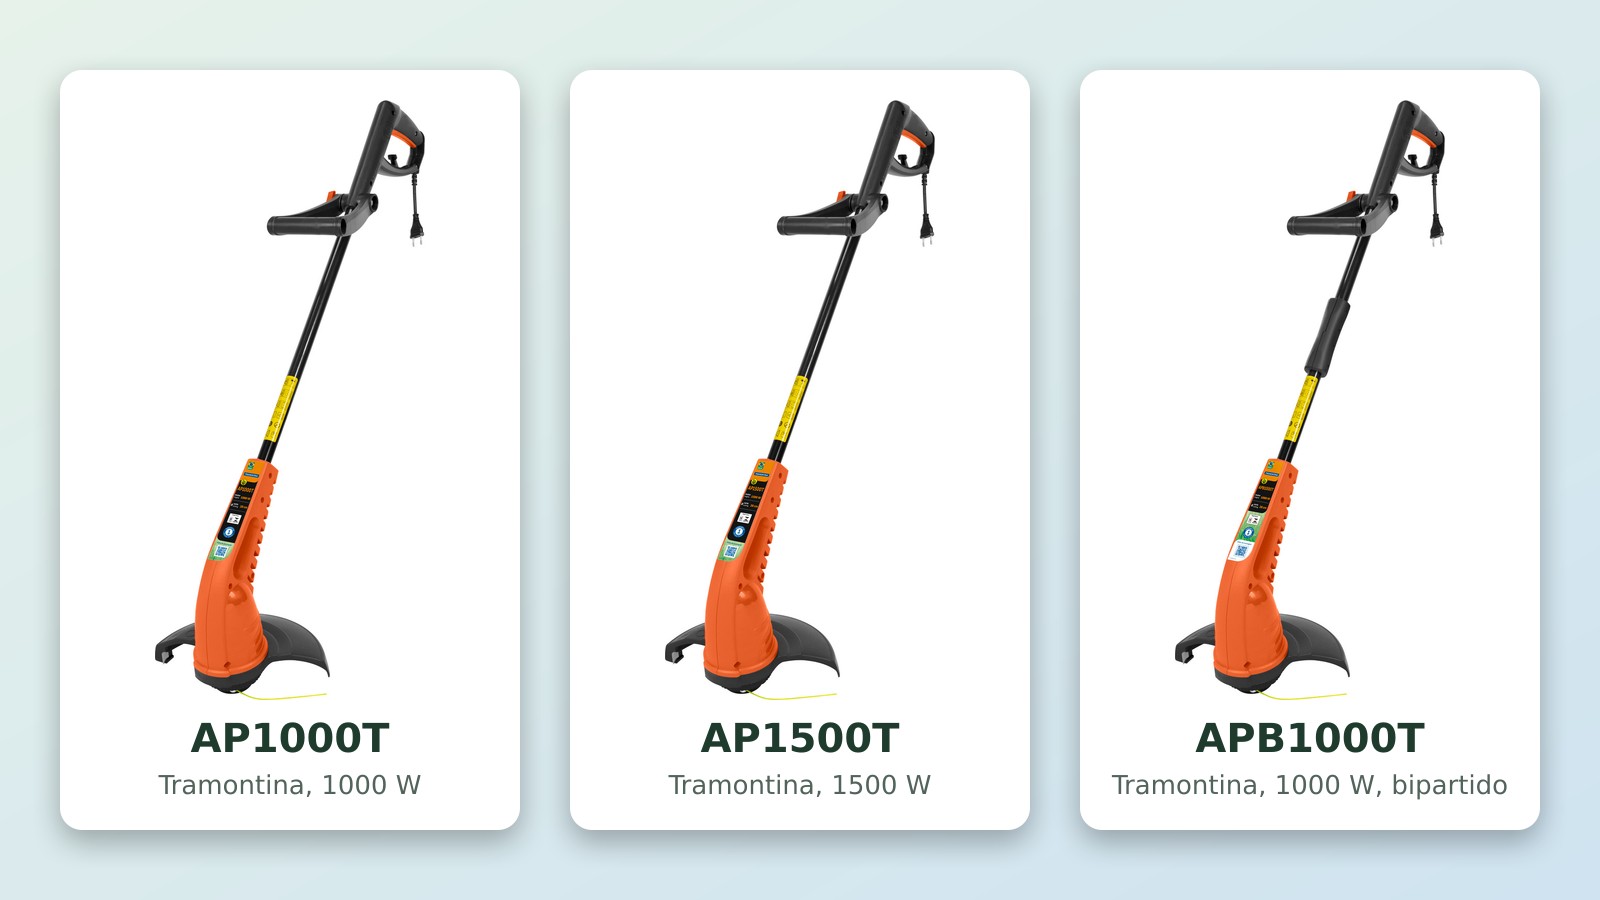 AP1000T
Tramontina, 1000 W
AP1500T
Tramontina, 1500 W
APB1000T
Tramontina, 1000 W, bipartido